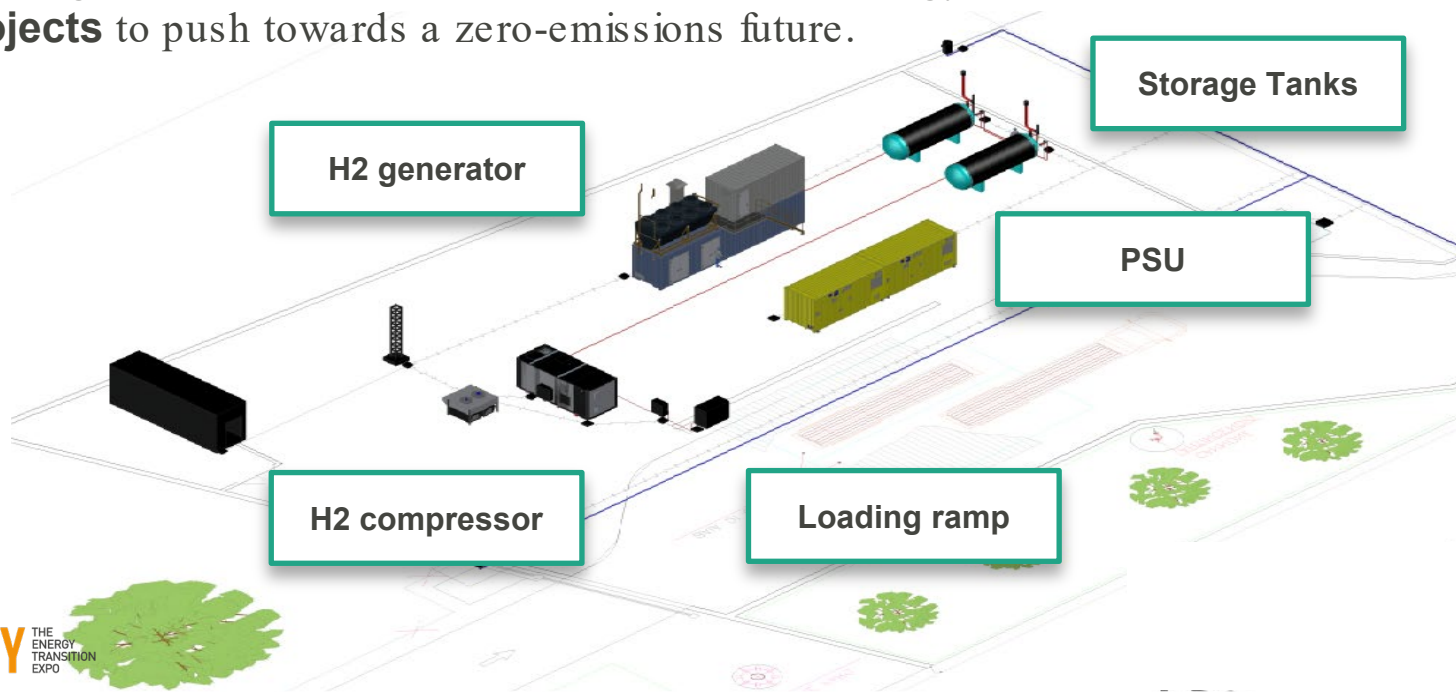 ojects to push towards a zero-emissions future.
Storage Tanks
H2 generator
PSU
H2 compressor
Loading ramp
Y THE
ENERGY
TRANSITION
EXPO